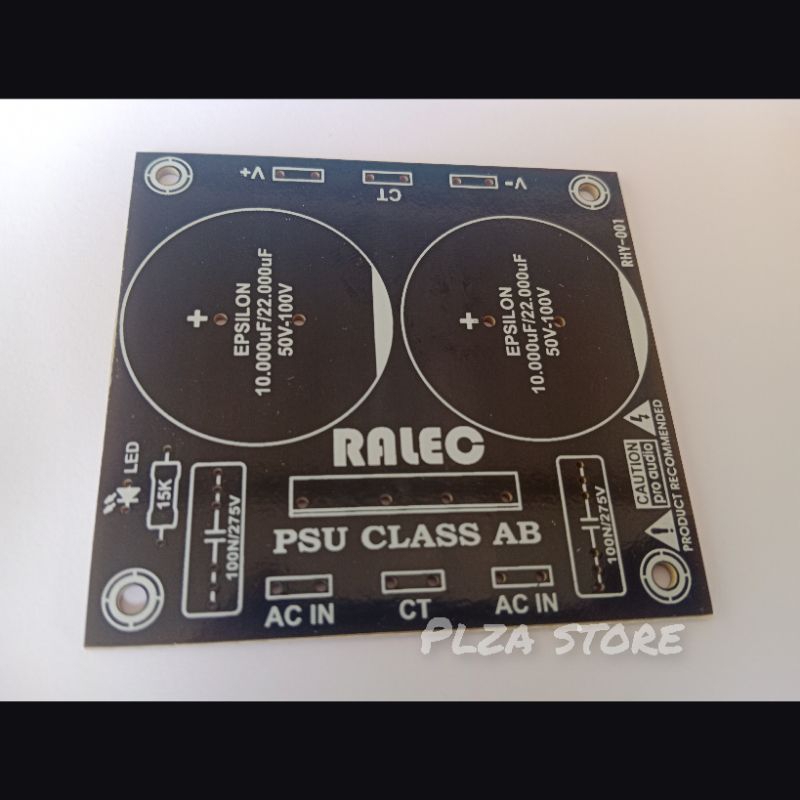 V+
CT
V-
RHY-001
+
EPSILON
10.000uF/22.000uF
50V-100V
+
EPSILON
10.000uF/22.000uF
50V-100V
RALEC
LED
15K
100N/275V
100N/275V
CAUTION
pro audio
PRODUCT RECOMMENDED
PSU CLASS AB
AC IN
CT
AC IN
PLZA STORE